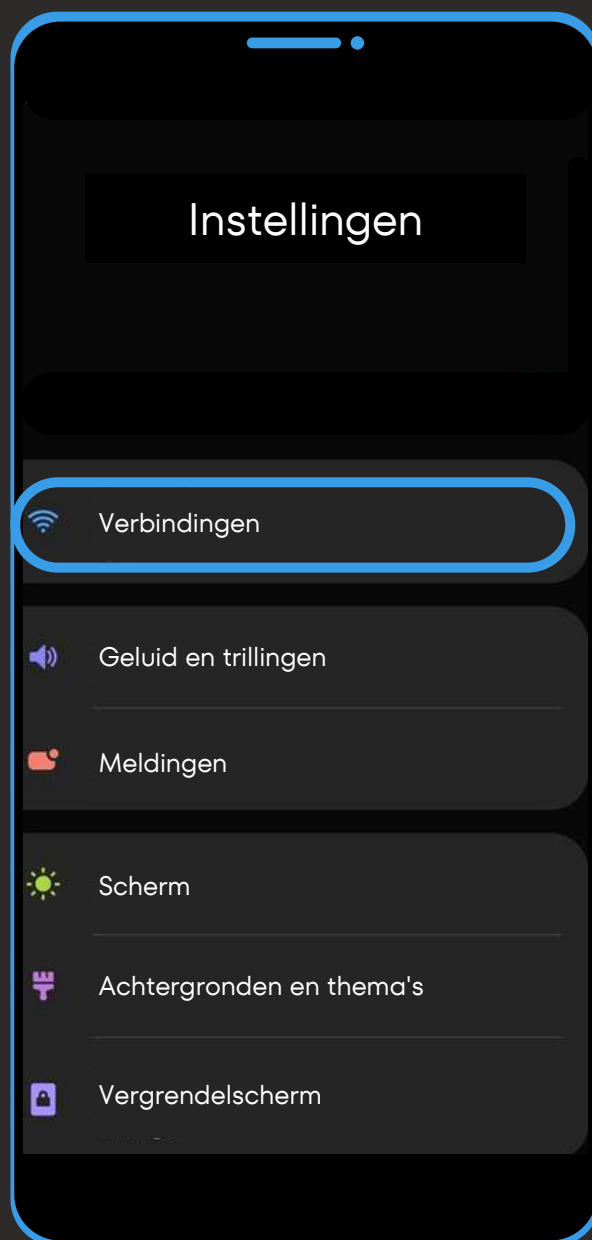 Instellingen
Verbindingen
Geluid en trillingen
Meldingen
Scherm
Achtergronden en thema's
Vergrendelscherm